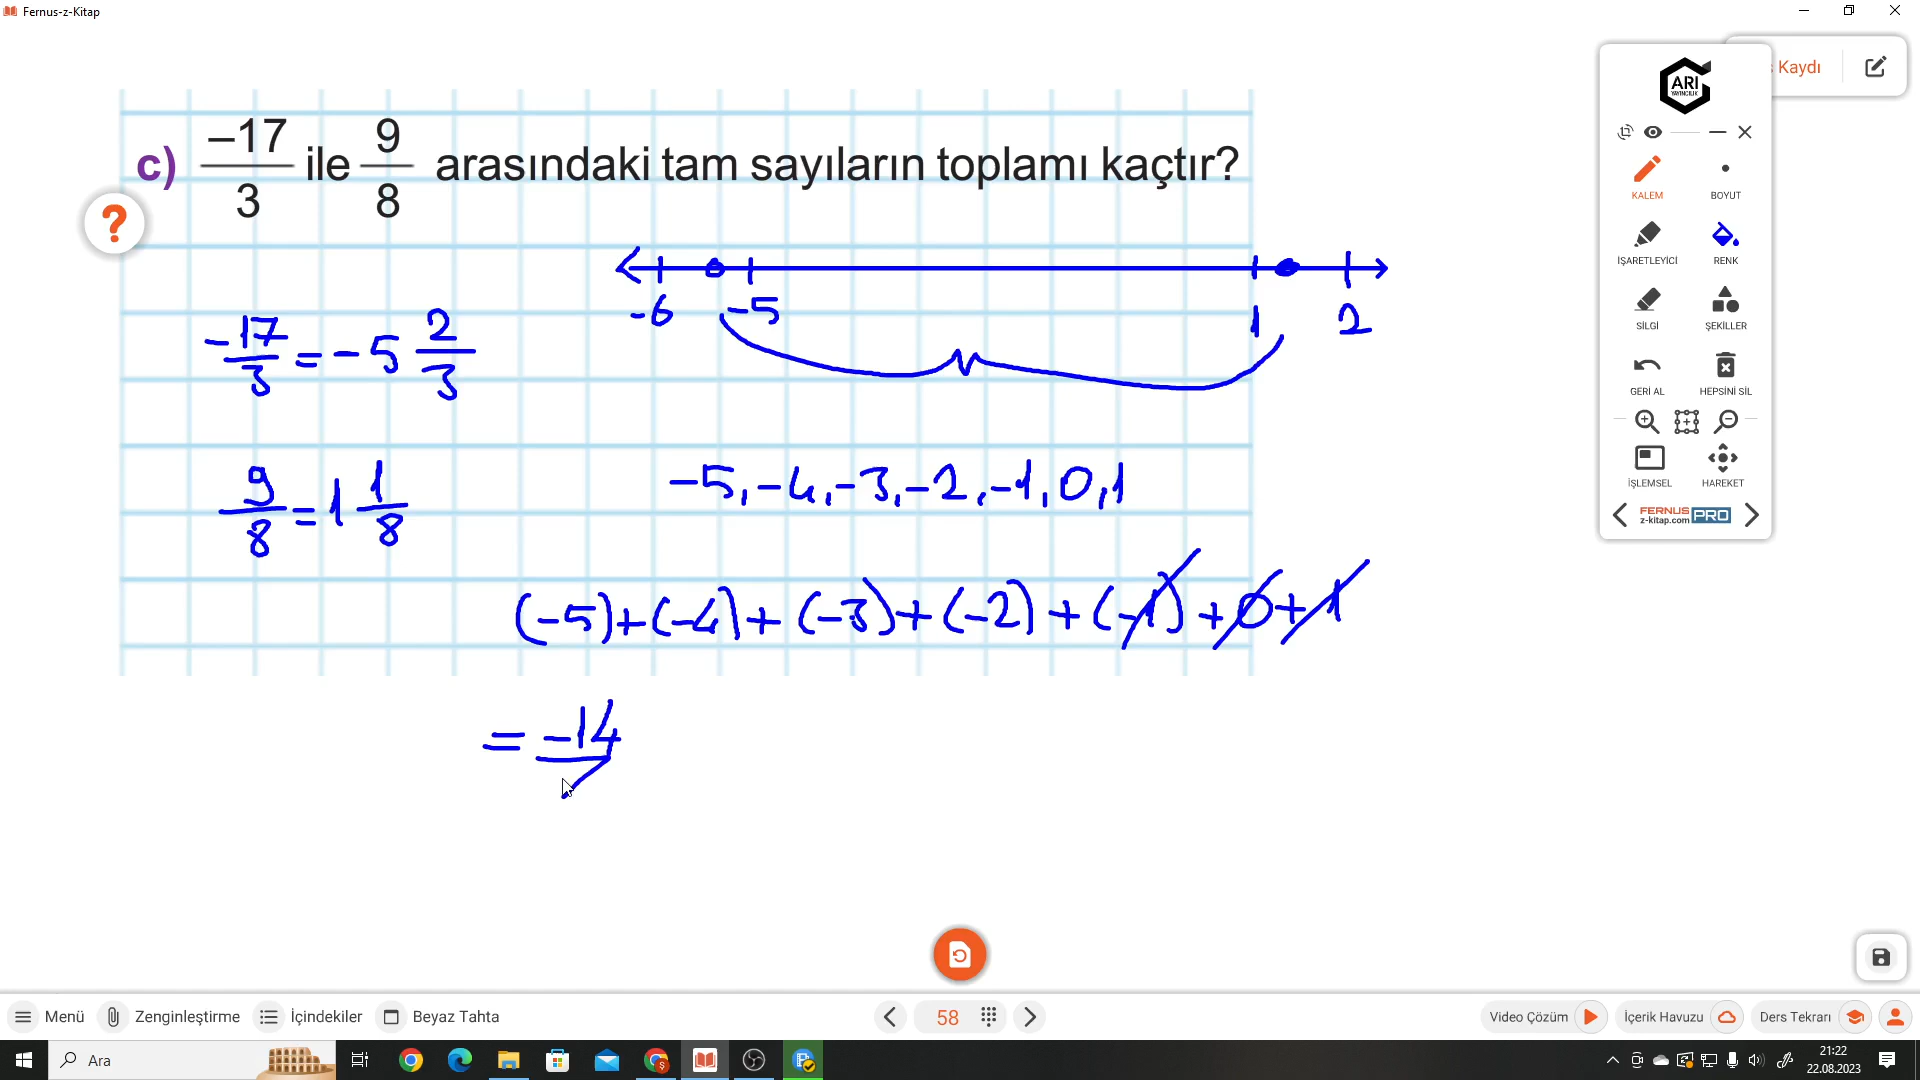 Fernus-z-Kitap
c) –17/3 ile 9/8 arasındaki tam sayıların toplamı kaçtır?
-6 -5 1 2
-17/3 = -5 2/3
9/8 = 1 1/8
-5, -4, -3, -2, -1, 0, 1
(-5)+(-4)+(-3)+(-2)+(-1)+0+1
= -14
ş Kaydı
ARI
YAYINCILIK
KALEM
BOYUT
İŞARETLEYİCİ
RENK
SİLGİ
ŞEKİLLER
GERİ AL
HEPSİNİ SİL
İŞLEMSEL
HAREKET
FERNUS
z-kitap.com PRO
Menü
Zenginleştirme
İçindekiler
Beyaz Tahta
58
Video Çözüm
İçerik Havuzu
Ders Tekrarı
Ara
21:22
22.08.2023